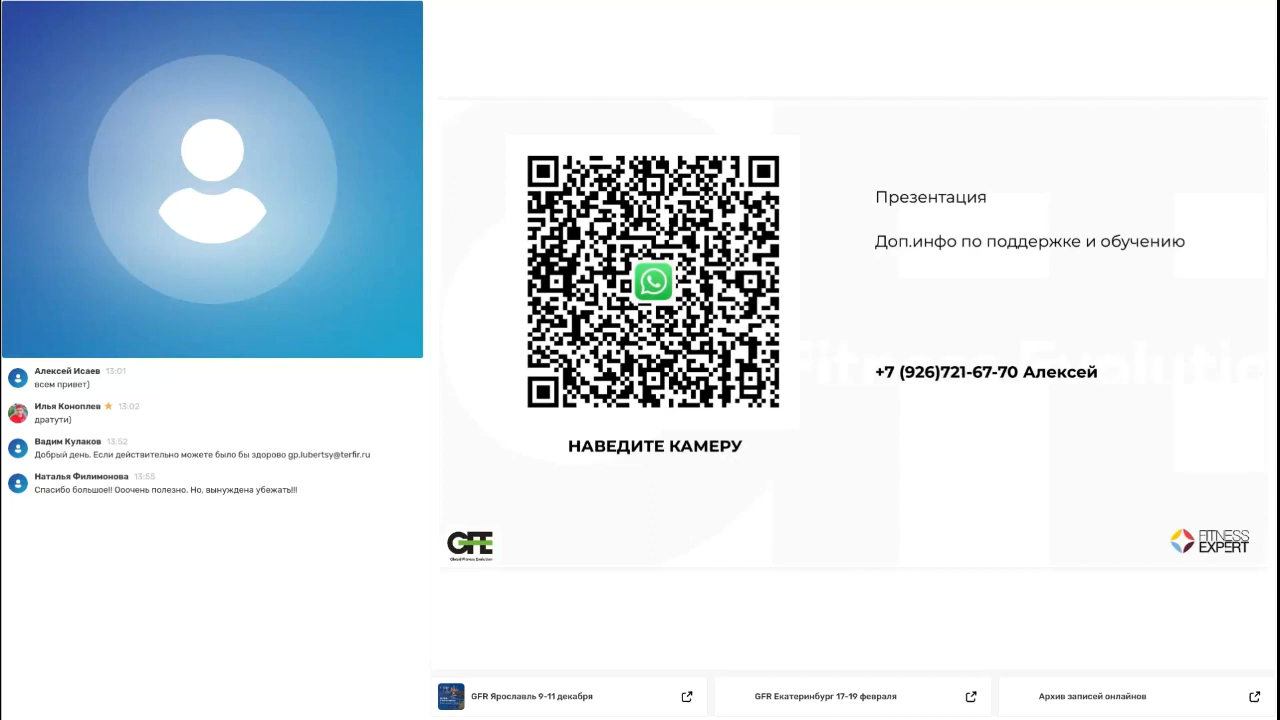 Алексей Исаев 13:01
всем привет)
Илья Коноплев 13:02
дратути)
Вадим Кулаков 13:52
Добрый день. Если действительно можете было бы здорово gp.lubertsy@terfir.ru
Наталья Филимонова 13:55
Спасибо большое!! Ооочень полезно. Но, вынуждена убежать!!!
Презентация
Доп.инфо по поддержке и обучению
+7 (926)721-67-70 Алексей
НАВЕДИТЕ КАМЕРУ
GFE
Global Fitness Evolution
FITNESS
EXPERT
GFR Ярославль 9-11 декабря
GFR Екатеринбург 17-19 февраля
Архив записей онлайнов